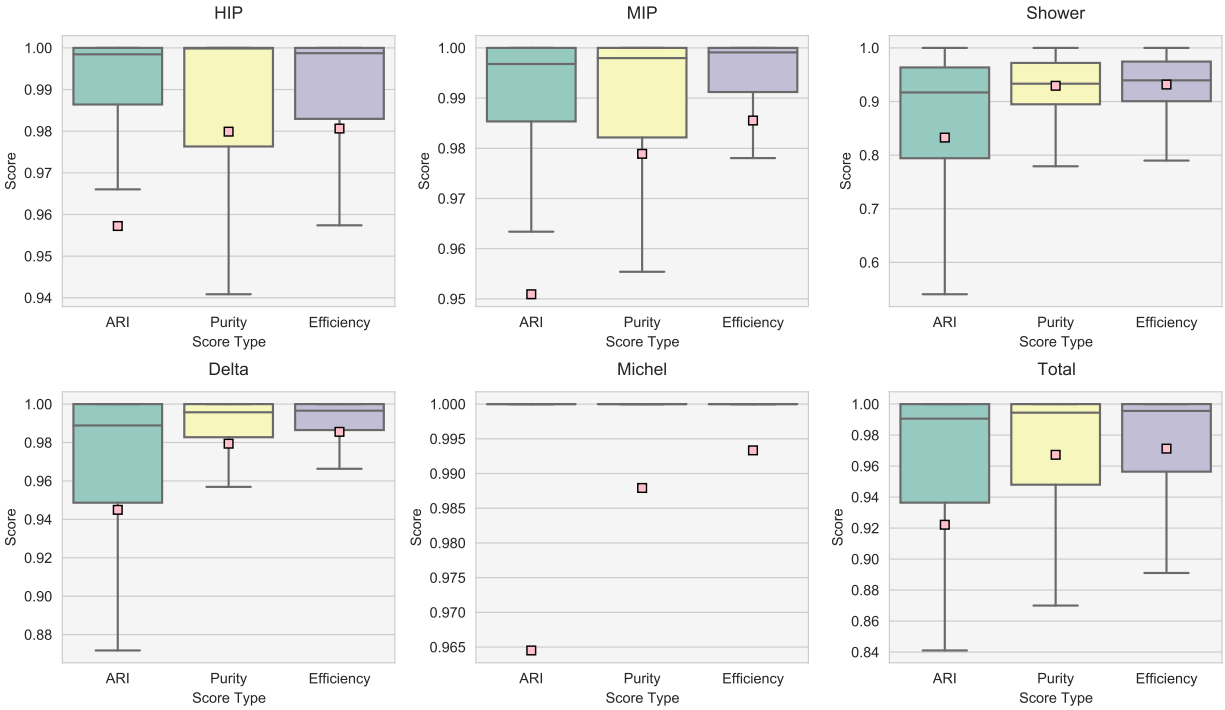 HIP
1.00
0.99
0.98
0.97
0.96
0.95
0.94
Score
ARI Purity Efficiency
Score Type
MIP
1.00
0.99
0.98
0.97
0.96
0.95
Score
ARI Purity Efficiency
Score Type
Shower
1.0
0.9
0.8
0.7
0.6
Score
ARI Purity Efficiency
Score Type
Delta
1.00
0.98
0.96
0.94
0.92
0.90
0.88
Score
ARI Purity Efficiency
Score Type
Michel
1.000
0.995
0.990
0.985
0.980
0.975
0.970
0.965
Score
ARI Purity Efficiency
Score Type
Total
1.00
0.98
0.96
0.94
0.92
0.90
0.88
0.86
0.84
Score
ARI Purity Efficiency
Score Type